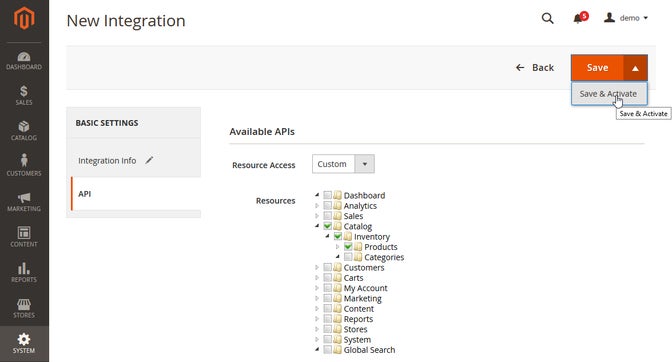 New Integration
5
demo
DASHBOARD
SALES
CATALOG
CUSTOMERS
MARKETING
CONTENT
REPORTS
STORES
SYSTEM
Back
Save
Save & Activate
Save & Activate
BASIC SETTINGS
Integration Info
API
Available APIs
Resource Access
Custom
Resources
Dashboard
Analytics
Sales
Catalog
Inventory
Products
Categories
Customers
Carts
My Account
Marketing
Content
Reports
Stores
System
Global Search